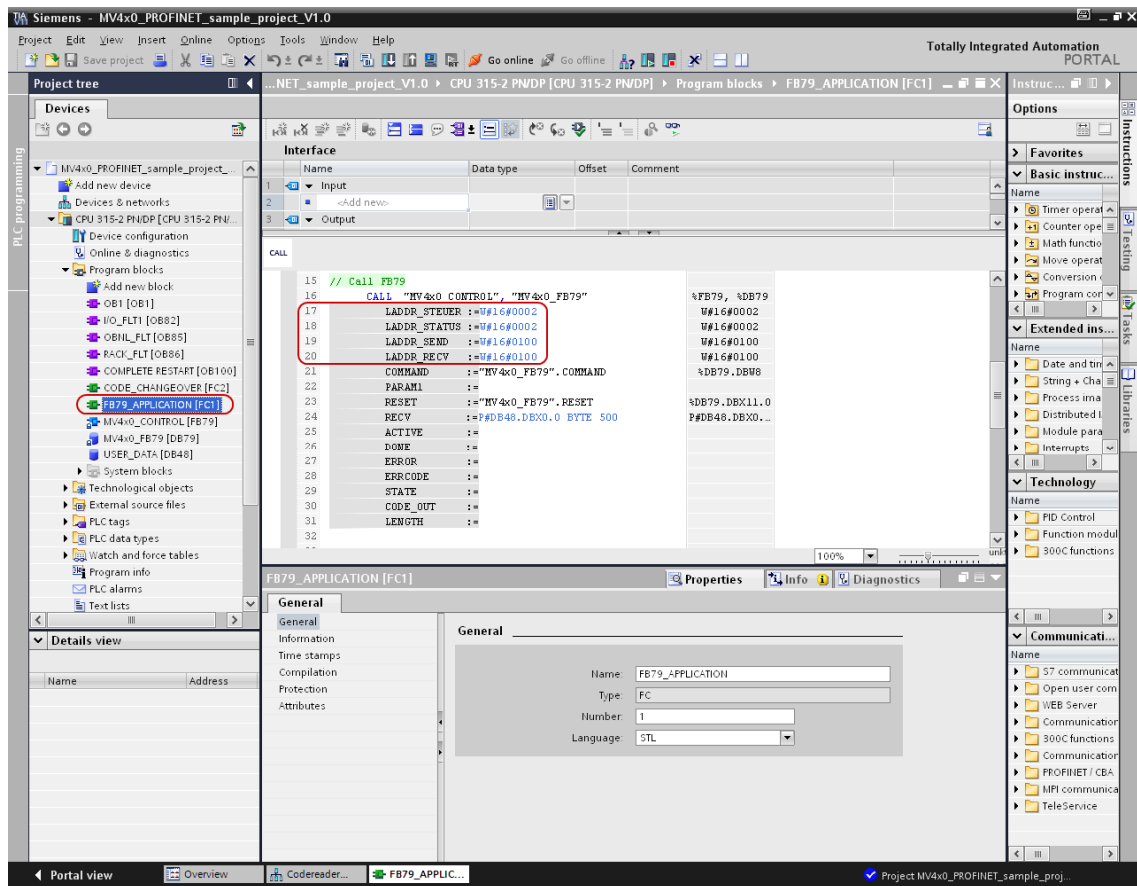 Siemens - MV4x0_PROFINET_sample_project_V1.0
Project Edit View Insert Online Options Tools Window Help
Totally Integrated Automation
PORTAL
Save project Go online Go offline
Project tree
...NET_sample_project_V1.0 CPU 315-2 PN/DP [CPU 315-2 PN/DP] Program blocks FB79_APPLICATION [FC1]
Instruc...
Devices
Options
PLC programming
MV4x0_PROFINET_sample_project_...
Add new device
Devices & networks
CPU 315-2 PN/DP [CPU 315-2 PN/...
Device configuration
Online & diagnostics
Program blocks
Add new block
OB1 [OB1]
I/O_FLT1 [OB82]
OBNL_FLT [OB85]
RACK_FLT [OB86]
COMPLETE RESTART [OB100]
CODE_CHANGEOVER [FC2]
FB79_APPLICATION [FC1]
MV4x0_CONTROL [FB79]
MV4x0_FB79 [DB79]
USER_DATA [DB48]
System blocks
Technological objects
External source files
PLC tags
PLC data types
Watch and force tables
Program info
PLC alarms
Text lists
Details view
Name Address
Interface
Name Data type Offset Comment
1 Input
2 <Add new>
3 Output
CALL
15 // Call FB79
16 CALL "MV4x0 CONTROL", "MV4x0_FB79" %FB79, %DB79
17 LADDR_STEUER :=W#16#0002 W#16#0002
18 LADDR_STATUS :=W#16#0002 W#16#0002
19 LADDR_SEND :=W#16#0100 W#16#0100
20 LADDR_RECV :=W#16#0100 W#16#0100
21 COMMAND :="MV4x0_FB79".COMMAND %DB79.DBW8
22 PARAM1 :=
23 RESET :="MV4x0_FB79".RESET %DB79.DBX11.0
24 RECV :=P#DB48.DBX0.0 BYTE 500 P#DB48.DBX0...
25 ACTIVE :=
26 DONE :=
27 ERROR :=
28 ERRCODE :=
29 STATE :=
30 CODE_OUT :=
31 LENGTH :=
32
100%
FB79_APPLICATION [FC1]
Properties Info Diagnostics
General
General
Information
Time stamps
Compilation
Protection
Attributes
General
Name: FB79_APPLICATION
Type: FC
Number: 1
Language: STL
Favorites
Basic instruc...
Name
Timer operat
Counter ope
Math functio
Move operat
Conversion
Program con
Extended ins...
Name
Date and tim
String + Cha
Process ima
Distributed I
Module para
Interrupts
Technology
Name
PID Control
Function modul
300C functions
Communicati...
Name
S7 communicat
Open user com
WEB Server
Communication
300C functions
Communication
PROFINET / CBA
MPI communica
TeleService
Instructions
Testing
Tasks
Libraries
Portal view Overview Codereader... FB79_APPLIC...
Project MV4x0_PROFINET_sample_proj...